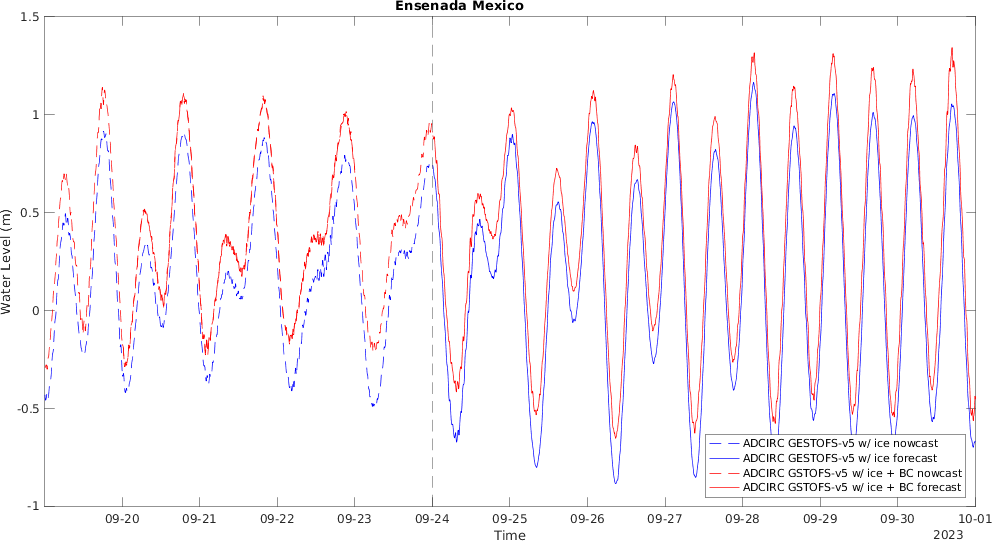 Ensenada Mexico
1.5
1
0.5
0
-0.5
-1
Water Level (m)
ADCIRC GESTOFS-v5 w/ ice nowcast
ADCIRC GESTOFS-v5 w/ ice forecast
ADCIRC GSTOFS-v5 w/ ice + BC nowcast
ADCIRC GSTOFS-v5 w/ ice + BC forecast
09-20 09-21 09-22 09-23 09-24 09-25 09-26 09-27 09-28 09-29 09-30 10-01
Time
2023